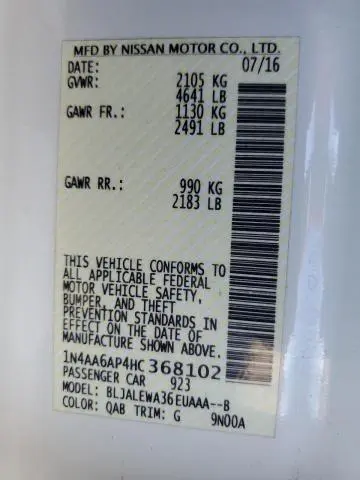 MFD BY NISSAN MOTOR CO., LTD.
DATE: 07/16
GVWR: 2105 KG
4641 LB
GAWR FR.: 1130 KG
2491 LB
GAWR RR.: 990 KG
2183 LB
THIS VEHICLE CONFORMS TO
ALL APPLICABLE FEDERAL
MOTOR VEHICLE SAFETY,
BUMPER, AND THEFT
PREVENTION STANDARDS IN
EFFECT ON THE DATE OF
MANUFACTURE SHOWN ABOVE.
1N4AA6AP4HC368102
PASSENGER CAR 923
MODEL: BLJALEWA36EUAAA--B
COLOR: QAB TRIM: G 9N00A